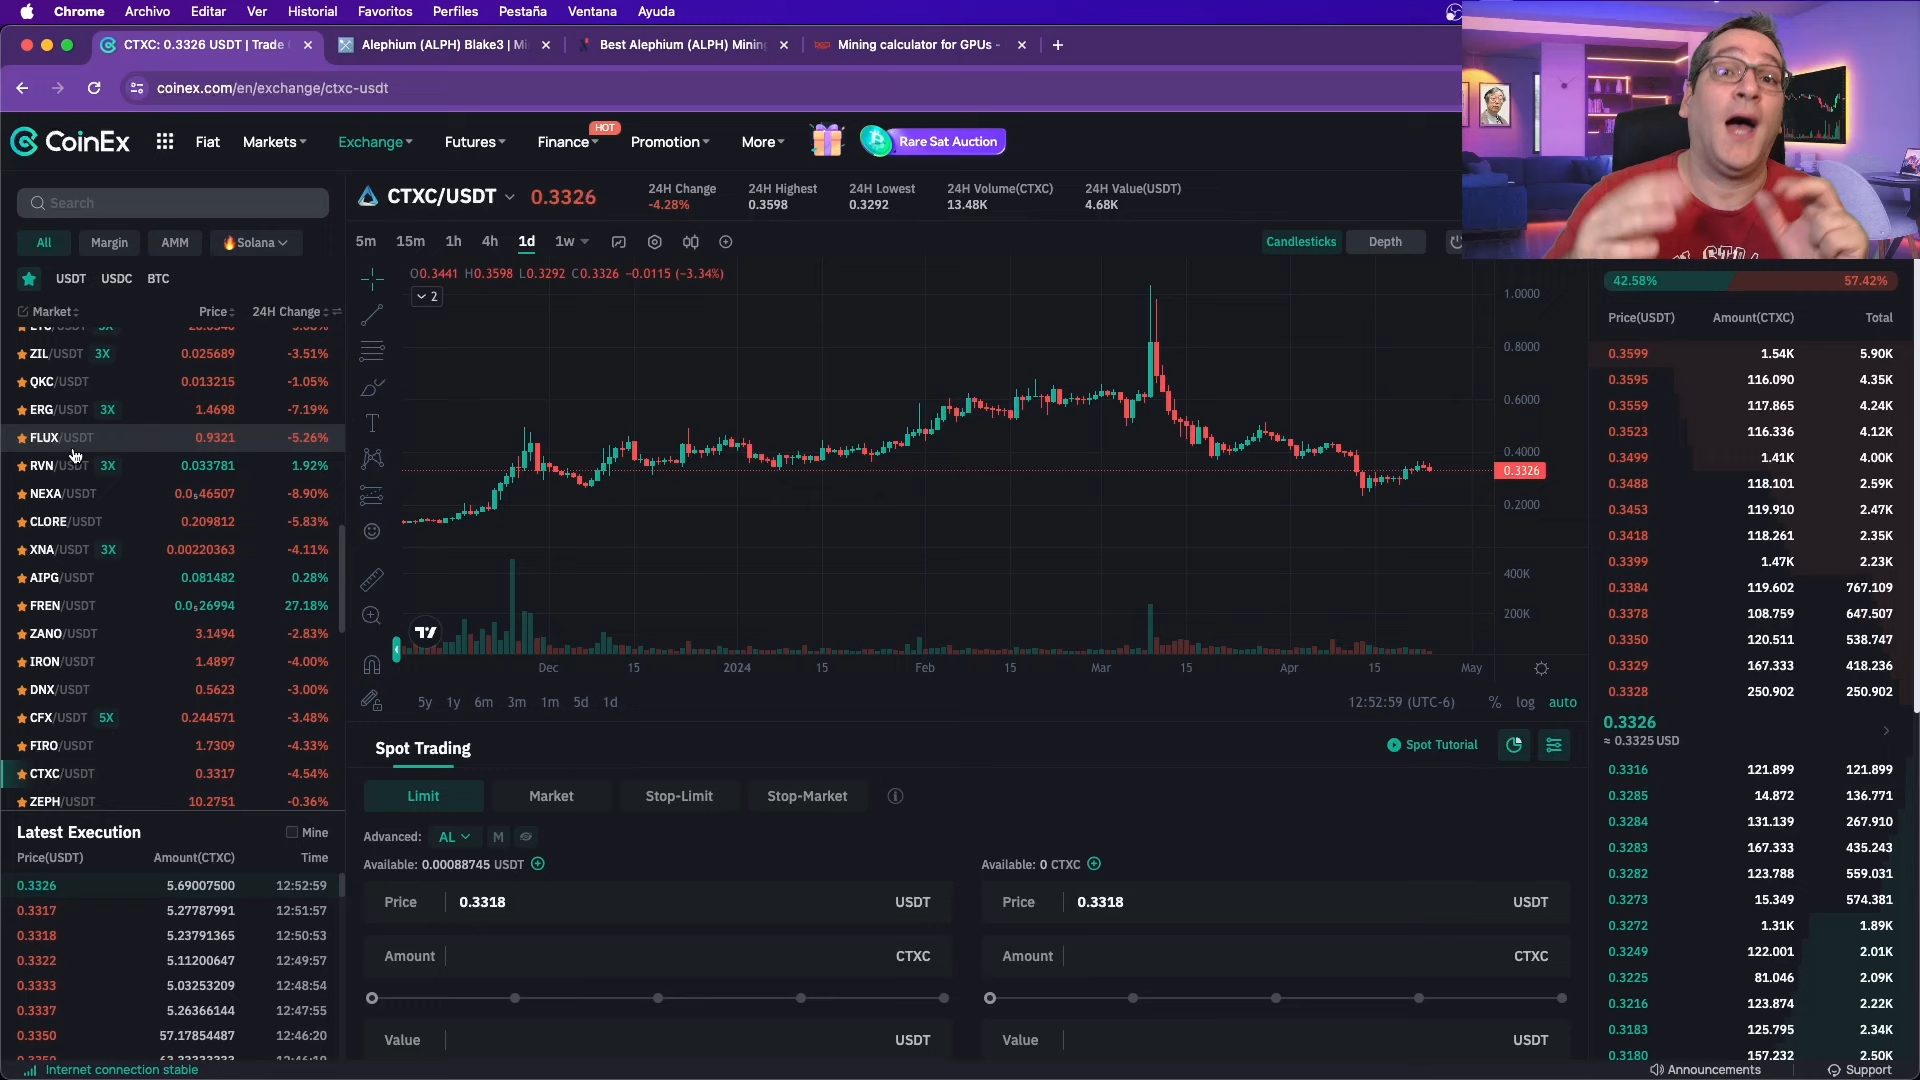 Chrome Archivo Editar Ver Historial Favoritos Perfiles Pestaña Ventana Ayuda
CTXC: 0.3326 USDT | Trade
Alephium (ALPH) Blake3 | Mi
Best Alephium (ALPH) Mining
Mining calculator for GPUs -
coinex.com/en/exchange/ctxc-usdt
CoinEx Fiat Markets Exchange Futures Finance HOT Promotion More Rare Sat Auction
Search
All Margin AMM Solana
USDT USDC BTC
Market Price 24H Change
ZIL/USDT 3X 0.025689 -3.51%
QKC/USDT 0.013215 -1.05%
ERG/USDT 3X 1.4698 -7.19%
FLUX/USDT 0.9321 -5.26%
RVN/USDT 3X 0.033781 1.92%
NEXA/USDT 0.0₅46507 -8.90%
CLORE/USDT 0.209812 -5.83%
XNA/USDT 3X 0.00220363 -4.11%
AIPG/USDT 0.081482 0.28%
FREN/USDT 0.0₅26994 27.18%
ZANO/USDT 3.1494 -2.83%
IRON/USDT 1.4897 -4.00%
DNX/USDT 0.5623 -3.00%
CFX/USDT 5X 0.244571 -3.48%
FIRO/USDT 1.7309 -4.33%
CTXC/USDT 0.3317 -4.54%
ZEPH/USDT 10.2751 -0.36%
Latest Execution Mine
Price(USDT) Amount(CTXC) Time
0.3326 5.69007500 12:52:59
0.3317 5.27787991 12:51:57
0.3318 5.23791365 12:50:53
0.3322 5.11200647 12:49:57
0.3333 5.03253209 12:48:54
0.3337 5.26366144 12:47:55
0.3350 57.17854487 12:46:20
Internet connection stable
CTXC/USDT 0.3326
24H Change 24H Highest 24H Lowest 24H Volume(CTXC) 24H Value(USDT)
-4.28% 0.3598 0.3292 13.48K 4.68K
5m 15m 1h 4h 1d 1w
Candlesticks Depth
O0.3441 H0.3598 L0.3292 C0.3326 -0.0115 (-3.34%)
2
1.0000
0.8000
0.6000
0.4000
0.3326
0.2000
400K
200K
Dec 15 2024 15 Feb 15 Mar 15 Apr 15 May
5y 1y 6m 3m 1m 5d 1d
12:52:59 (UTC-6) % log auto
Spot Trading
Spot Tutorial
Limit Market Stop-Limit Stop-Market
Advanced: AL M
Available: 0.00088745 USDT
Available: 0 CTXC
Price 0.3318 USDT
Price 0.3318 USDT
Amount CTXC
Amount CTXC
Value USDT
Value USDT
42.58% 57.42%
Price(USDT) Amount(CTXC) Total
0.3599 1.54K 5.90K
0.3595 116.090 4.35K
0.3559 117.865 4.24K
0.3523 116.336 4.12K
0.3499 1.41K 4.00K
0.3488 118.101 2.59K
0.3453 119.910 2.47K
0.3418 118.261 2.35K
0.3399 1.47K 2.23K
0.3384 119.602 767.109
0.3378 108.759 647.507
0.3350 120.511 538.747
0.3329 167.333 418.236
0.3328 250.902 250.902
0.3326
≈ 0.3325 USD
0.3316 121.899 121.899
0.3285 14.872 136.771
0.3284 131.139 267.910
0.3283 167.333 435.243
0.3282 123.788 559.031
0.3273 15.349 574.381
0.3272 1.31K 1.89K
0.3249 122.001 2.01K
0.3225 81.046 2.09K
0.3216 123.874 2.22K
0.3183 125.795 2.34K
0.3180 157.232 2.50K
Announcements Support